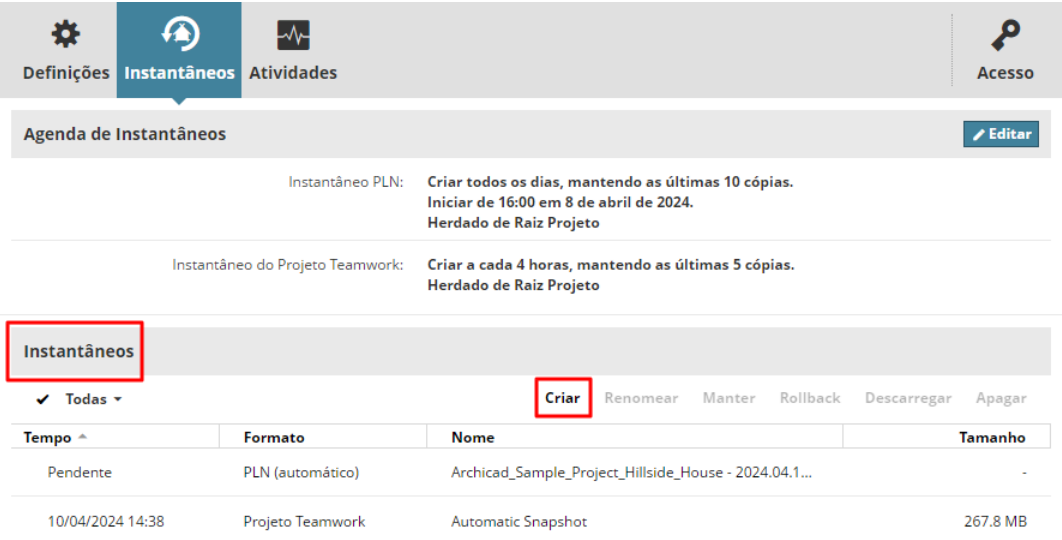 Definições Instantâneos Atividades Acesso
Agenda de Instantâneos Editar
Instantâneo PLN: Criar todos os dias, mantendo as últimas 10 cópias.
Iniciar de 16:00 em 8 de abril de 2024.
Herdado de Raiz Projeto
Instantâneo do Projeto Teamwork: Criar a cada 4 horas, mantendo as últimas 5 cópias.
Herdado de Raiz Projeto
Instantâneos
Todas Criar Renomear Manter Rollback Descarregar Apagar
Tempo Formato Nome Tamanho
Pendente PLN (automático) Archicad_Sample_Project_Hillside_House - 2024.04.1... -
10/04/2024 14:38 Projeto Teamwork Automatic Snapshot 267.8 MB